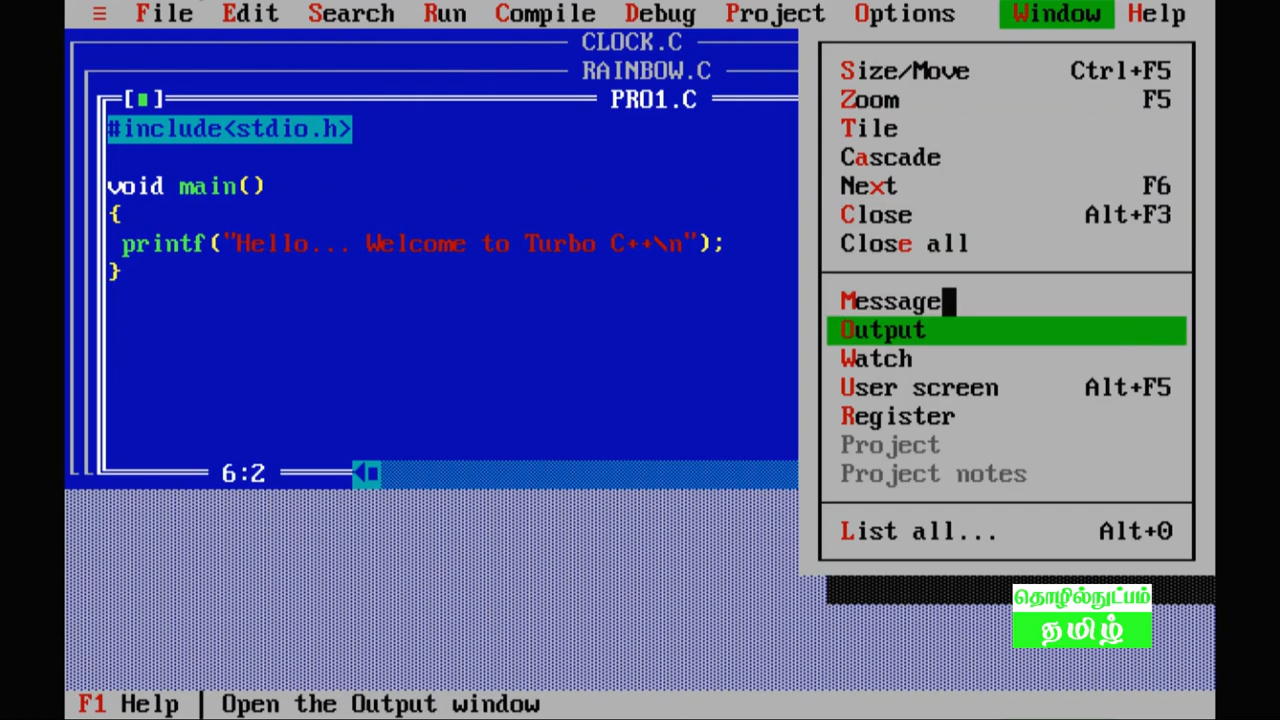 ≡ File Edit Search Run Compile Debug Project Options Window Help
CLOCK.C
RAINBOW.C
[■] PRO1.C
#include<stdio.h>
void main()
{
printf("Hello... Welcome to Turbo C++\n");
}
6:2
Size/Move Ctrl+F5
Zoom F5
Tile
Cascade
Next F6
Close Alt+F3
Close all
Message
Output
Watch
User screen Alt+F5
Register
Project
Project notes
List all... Alt+0
தொழில்நுட்பம்
தமிழ்
F1 Help | Open the Output window